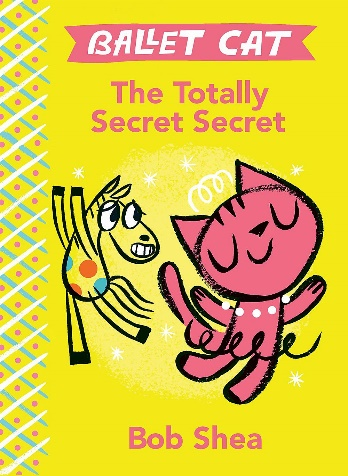 BALLET CAT
The Totally
Secret Secret
Bob Shea